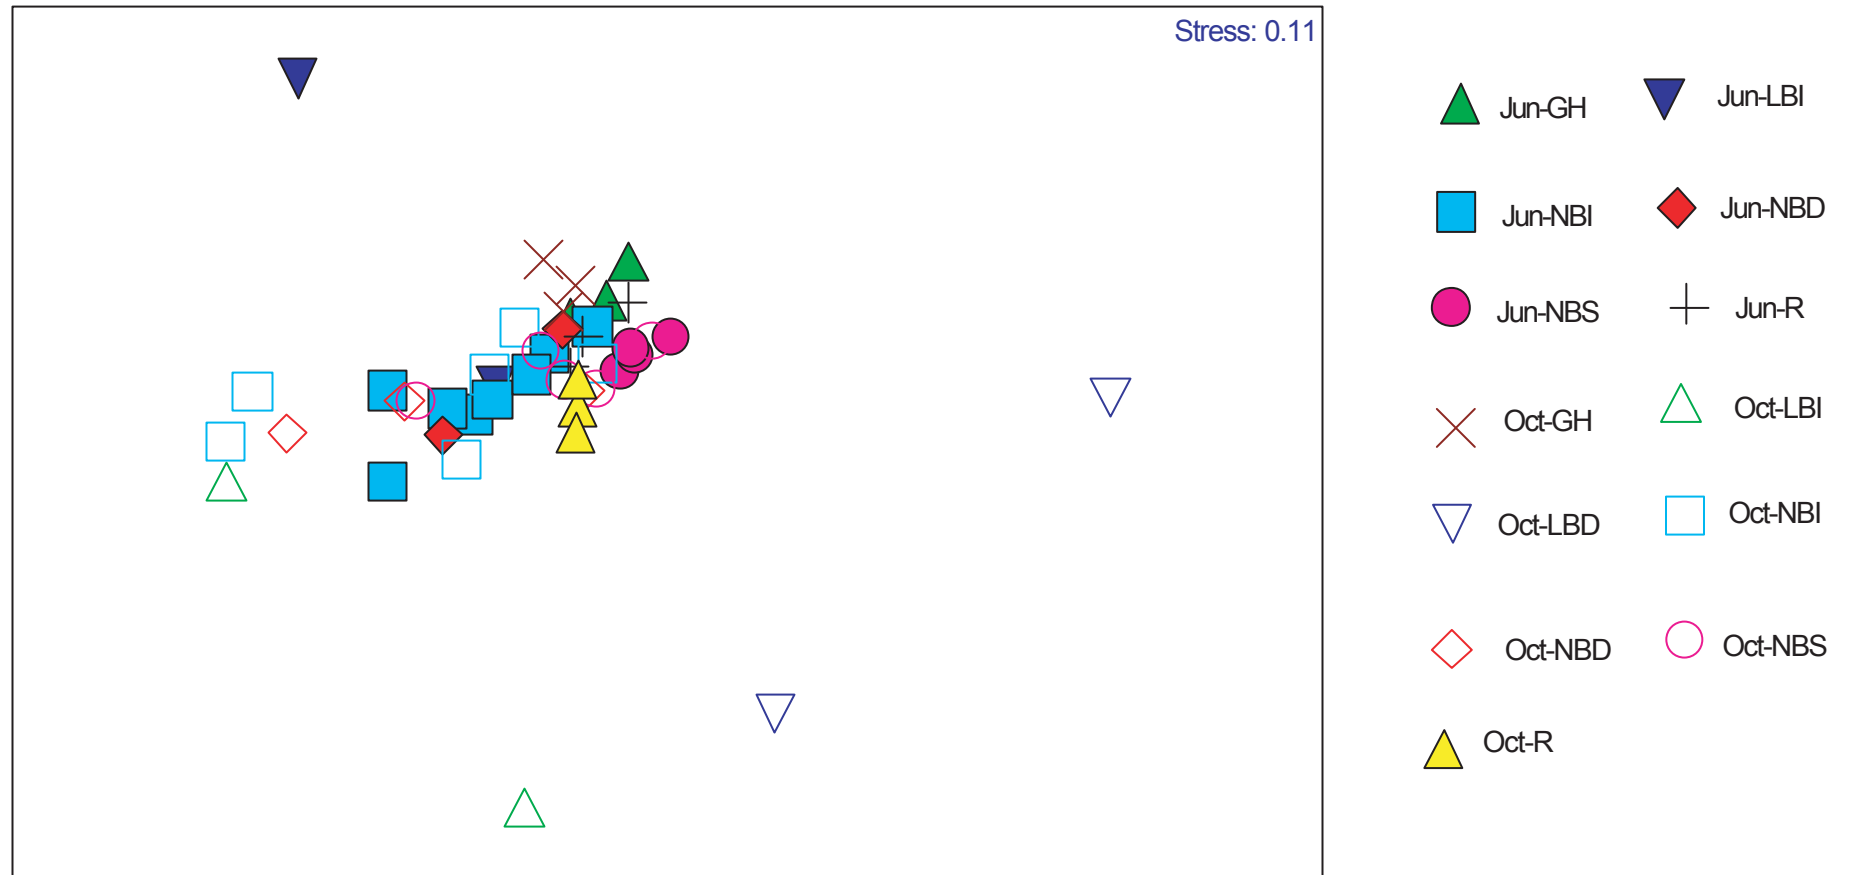 Stress: 0.11
Jun-GH
Jun-LBI
Jun-NBI
Jun-NBD
Jun-NBS
Jun-R
Oct-GH
Oct-LBI
Oct-LBD
Oct-NBI
Oct-NBD
Oct-NBS
Oct-R